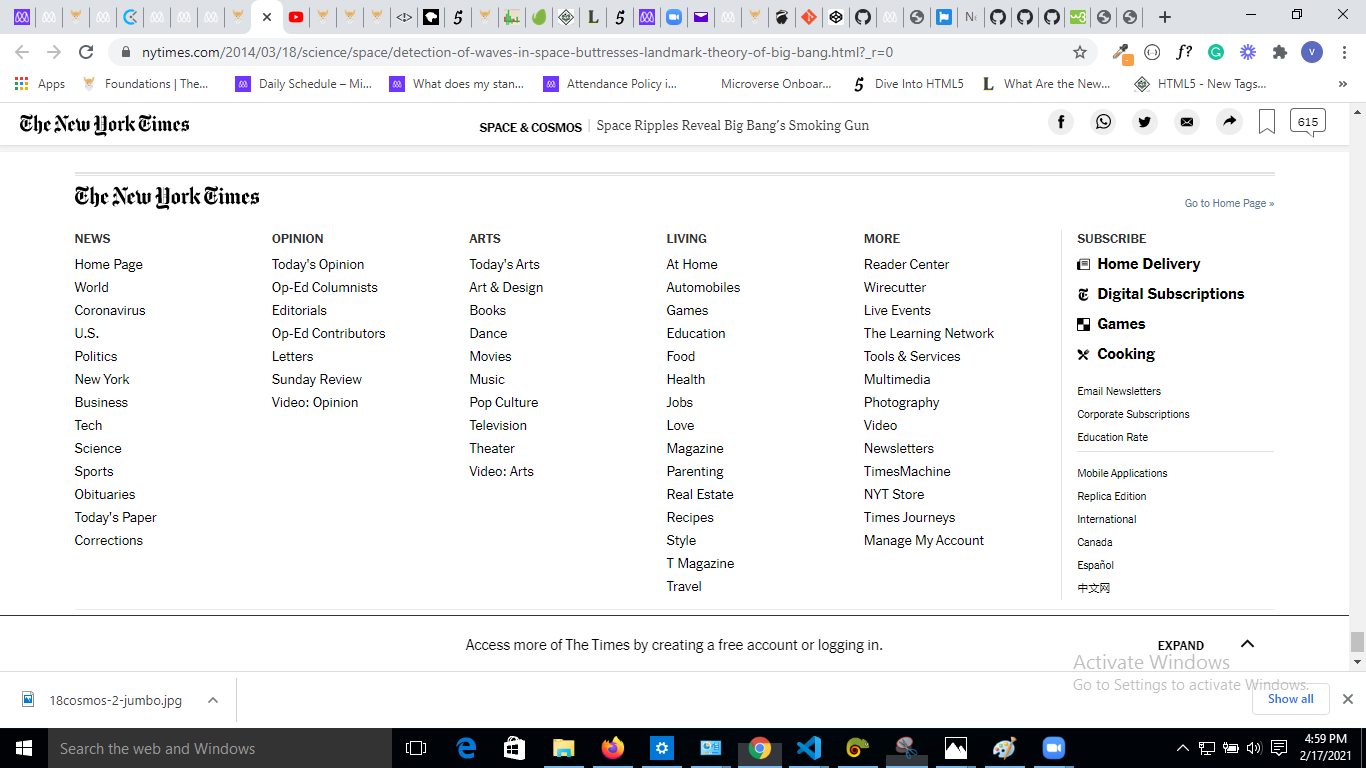 nytimes.com/2014/03/18/science/space/detection-of-waves-in-space-buttresses-landmark-theory-of-big-bang.html?_r=0
Apps
Foundations | The...
Daily Schedule – Mi...
What does my stan...
Attendance Policy i...
Microverse Onboar...
Dive Into HTML5
What Are the New...
HTML5 - New Tags...
The New York Times
SPACE & COSMOS | Space Ripples Reveal Big Bang's Smoking Gun
615
The New York Times
Go to Home Page »
NEWS
Home Page
World
Coronavirus
U.S.
Politics
New York
Business
Tech
Science
Sports
Obituaries
Today's Paper
Corrections
OPINION
Today's Opinion
Op-Ed Columnists
Editorials
Op-Ed Contributors
Letters
Sunday Review
Video: Opinion
ARTS
Today's Arts
Art & Design
Books
Dance
Movies
Music
Pop Culture
Television
Theater
Video: Arts
LIVING
At Home
Automobiles
Games
Education
Food
Health
Jobs
Love
Magazine
Parenting
Real Estate
Recipes
Style
T Magazine
Travel
MORE
Reader Center
Wirecutter
Live Events
The Learning Network
Tools & Services
Multimedia
Photography
Video
Newsletters
TimesMachine
NYT Store
Times Journeys
Manage My Account
SUBSCRIBE
Home Delivery
Digital Subscriptions
Games
Cooking
Email Newsletters
Corporate Subscriptions
Education Rate
Mobile Applications
Replica Edition
International
Canada
Español
中文网
Access more of The Times by creating a free account or logging in.
EXPAND
Activate Windows
Go to Settings to activate Windows.
18cosmos-2-jumbo.jpg
Show all
Search the web and Windows
4:59 PM
2/17/2021